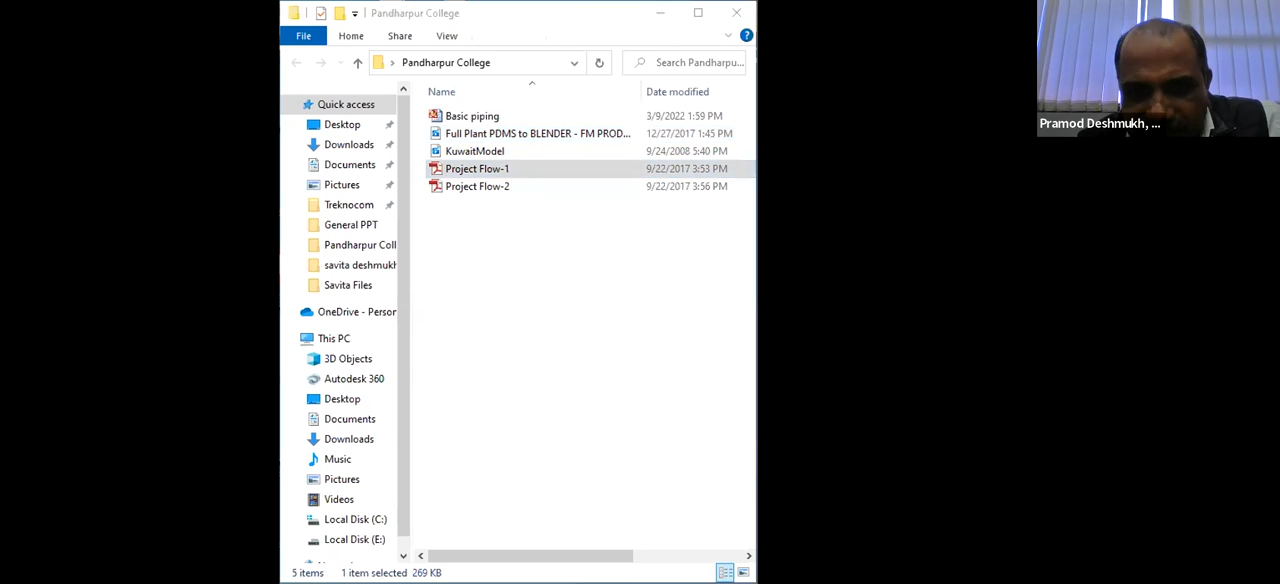 Pandharpur College
File Home Share View
Pandharpur College
Search Pandharpu...
Name Date modified
Quick access
Desktop
Downloads
Documents
Pictures
Treknocom
General PPT
Pandharpur Coll
savita deshmukh
Savita Files
OneDrive - Person
This PC
3D Objects
Autodesk 360
Desktop
Documents
Downloads
Music
Pictures
Videos
Local Disk (C:)
Local Disk (E:)
Basic piping 3/9/2022 1:59 PM
Full Plant PDMS to BLENDER - FM PROD... 12/27/2017 1:45 PM
KuwaitModel 9/24/2008 5:40 PM
Project Flow-1 9/22/2017 3:53 PM
Project Flow-2 9/22/2017 3:56 PM
5 items 1 item selected 269 KB
Pramod Deshmukh, ...